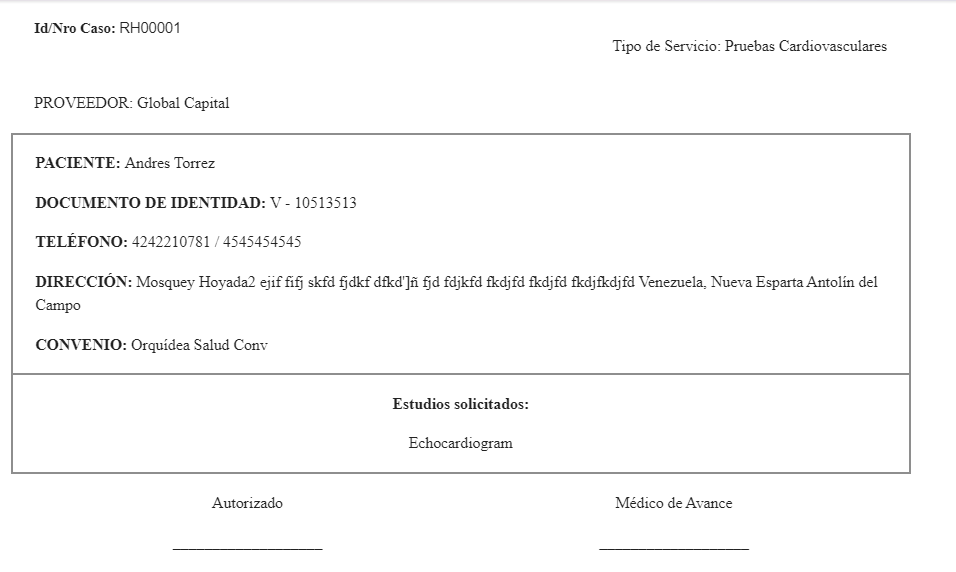 Id/Nro Caso: RH00001
Tipo de Servicio: Pruebas Cardiovasculares
PROVEEDOR: Global Capital
PACIENTE: Andres Torrez
DOCUMENTO DE IDENTIDAD: V - 10513513
TELÉFONO: 4242210781 / 4545454545
DIRECCIÓN: Mosquey Hoyada2 ejif fifj skfd fjdkf dfkd']ñ fjd fdjkfd fkdjfd fkdjfd fkdjfkdjfd Venezuela, Nueva Esparta Antolín del
Campo
CONVENIO: Orquídea Salud Conv
Estudios solicitados:
Echocardiogram
Autorizado
Médico de Avance